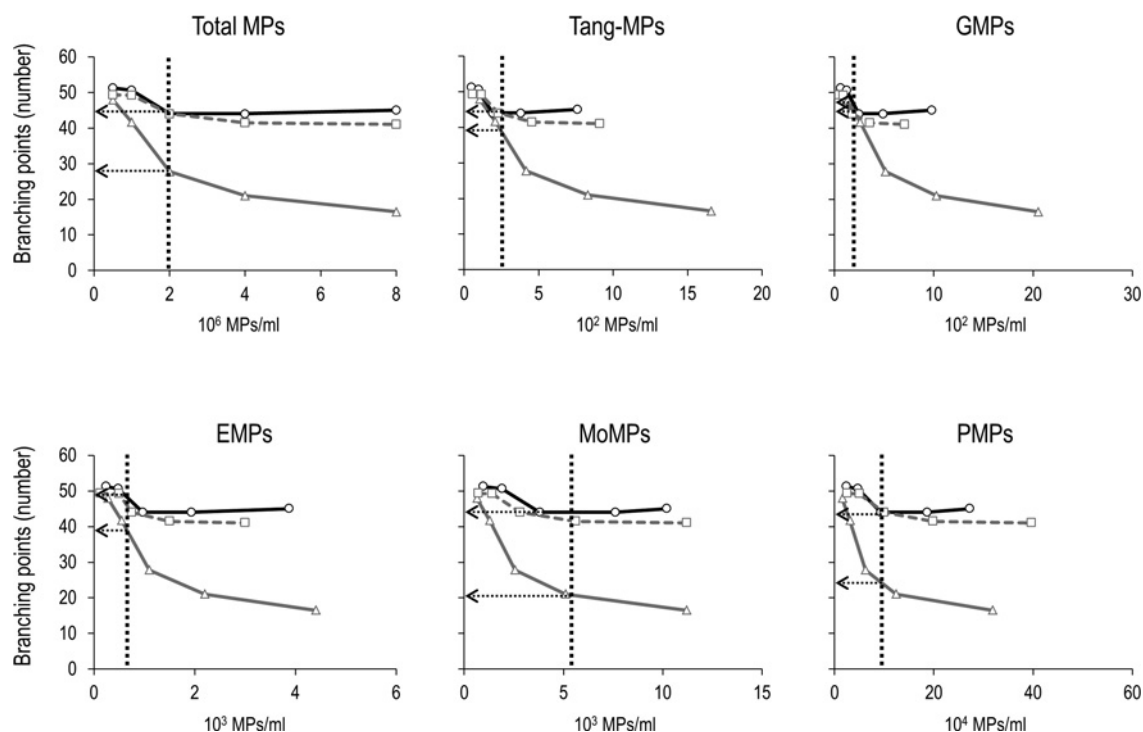 Total MPs
Tang-MPs
GMPs
Branching points (number)
60
50
40
30
20
10
0
0 2 4 6 8
0 5 10 15 20
0 10 20 30
10⁶ MPs/ml
10² MPs/ml
10² MPs/ml
EMPs
MoMPs
PMPs
Branching points (number)
60
50
40
30
20
10
0
0 2 4 6
0 5 10 15
0 20 40 60
10³ MPs/ml
10³ MPs/ml
10⁴ MPs/ml